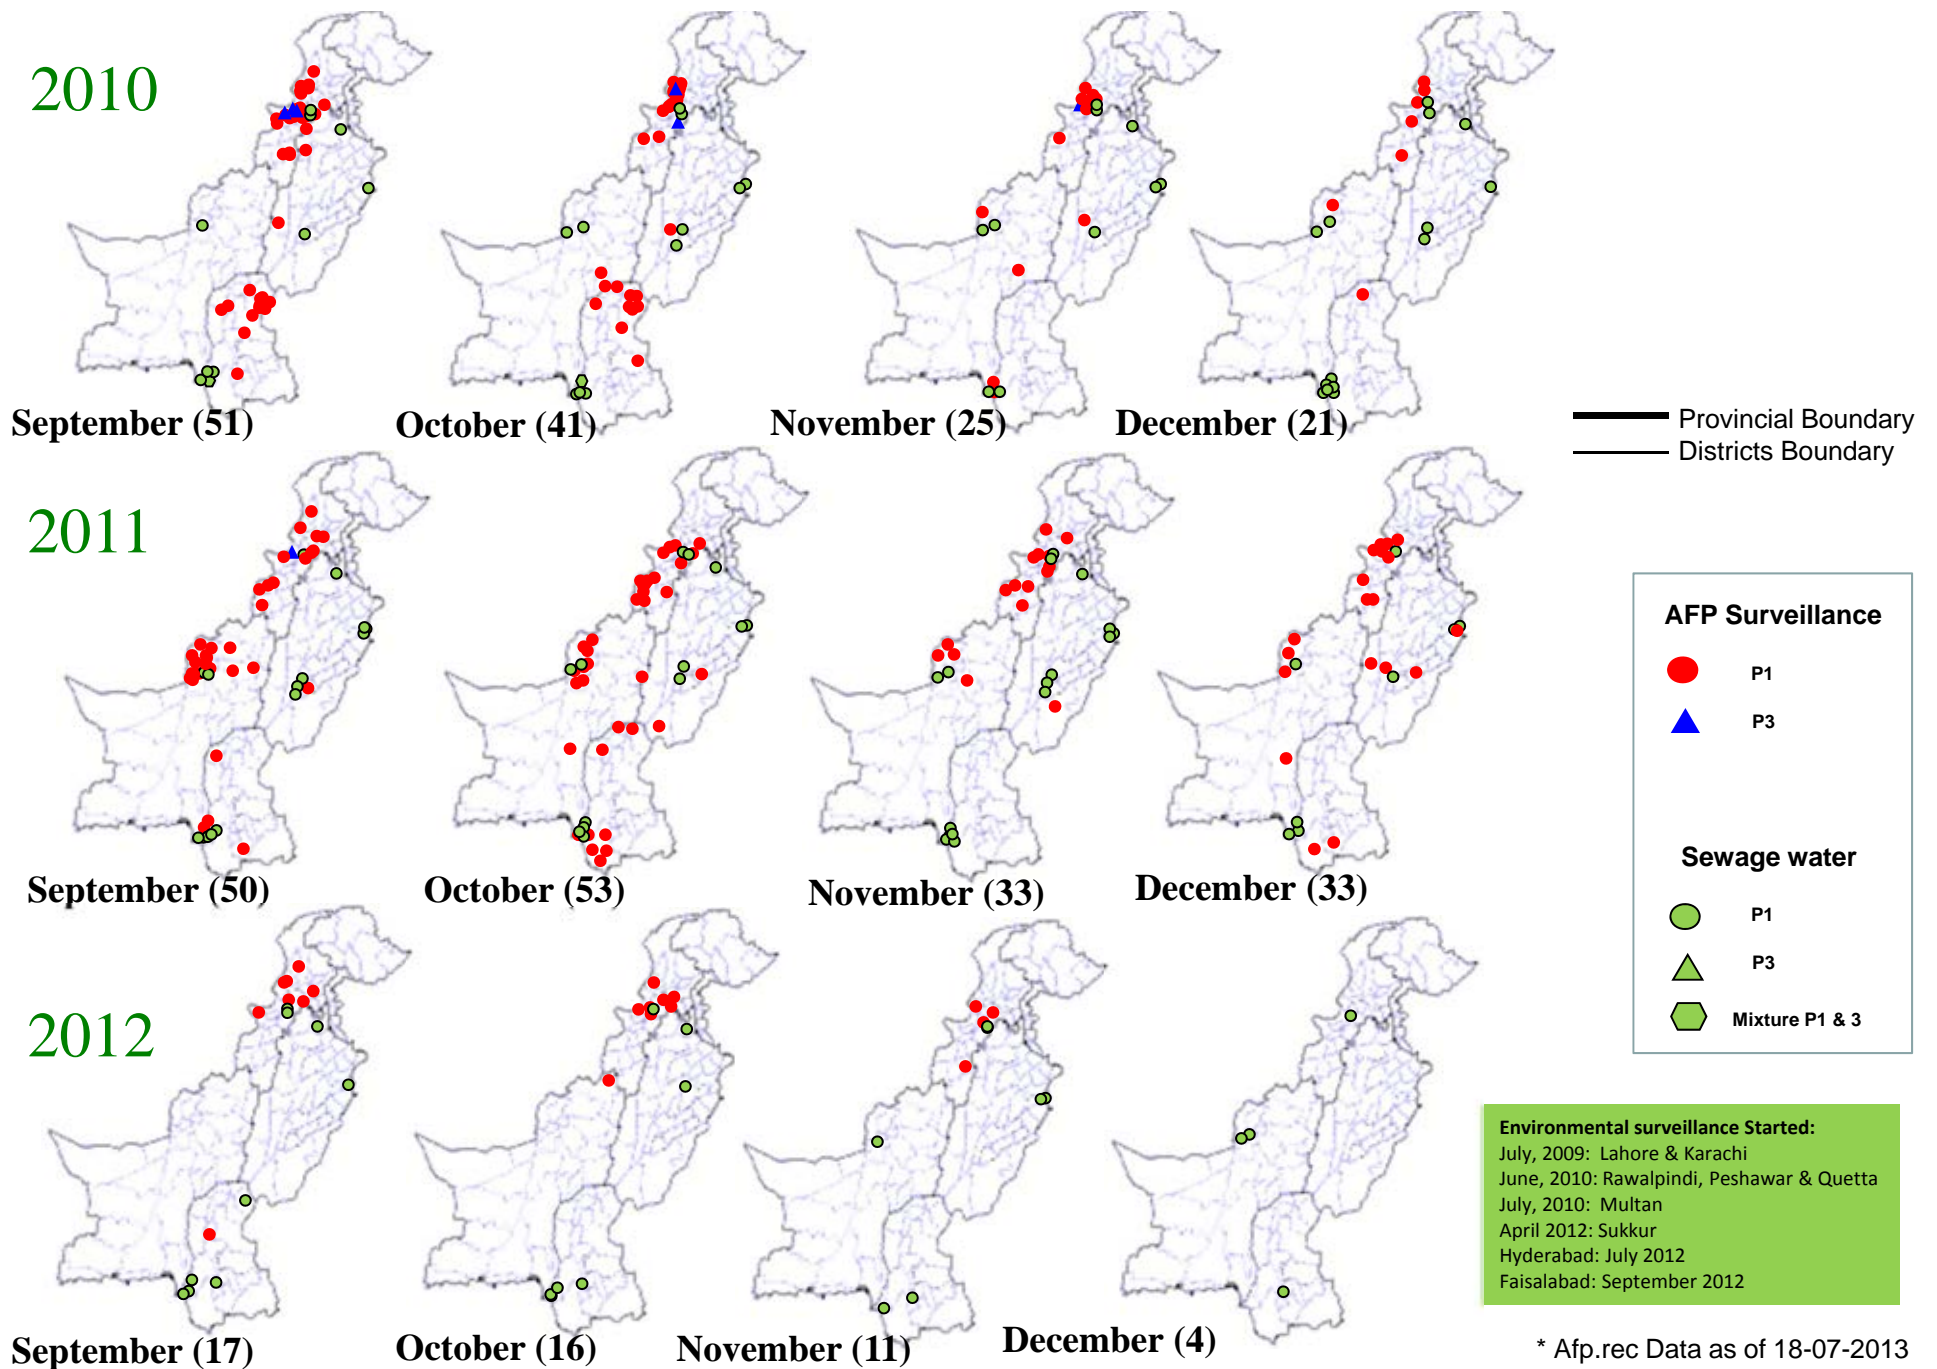 2010
September (51)
October (41)
November (25)
December (21)
Provincial Boundary
Districts Boundary
2011
September (50)
October (53)
November (33)
December (33)
AFP Surveillance
P1
P3
Sewage water
P1
P3
Mixture P1 & 3
2012
September (17)
October (16)
November (11)
December (4)
Environmental surveillance Started:
July, 2009:  Lahore & Karachi
June, 2010: Rawalpindi, Peshawar & Quetta
July, 2010:  Multan
April 2012: Sukkur
Hyderabad: July 2012
Faisalabad: September 2012
* Afp.rec Data as of 18-07-2013